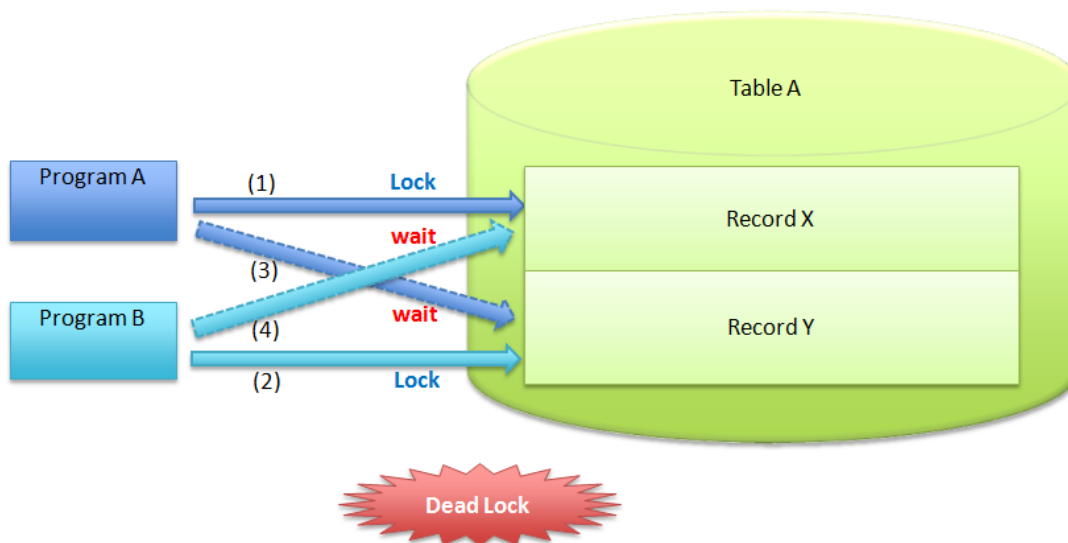 Table A
Program A
(1)
Lock
Record X
wait
(3)
Program B
wait
(4)
Record Y
(2)
Lock
Dead Lock